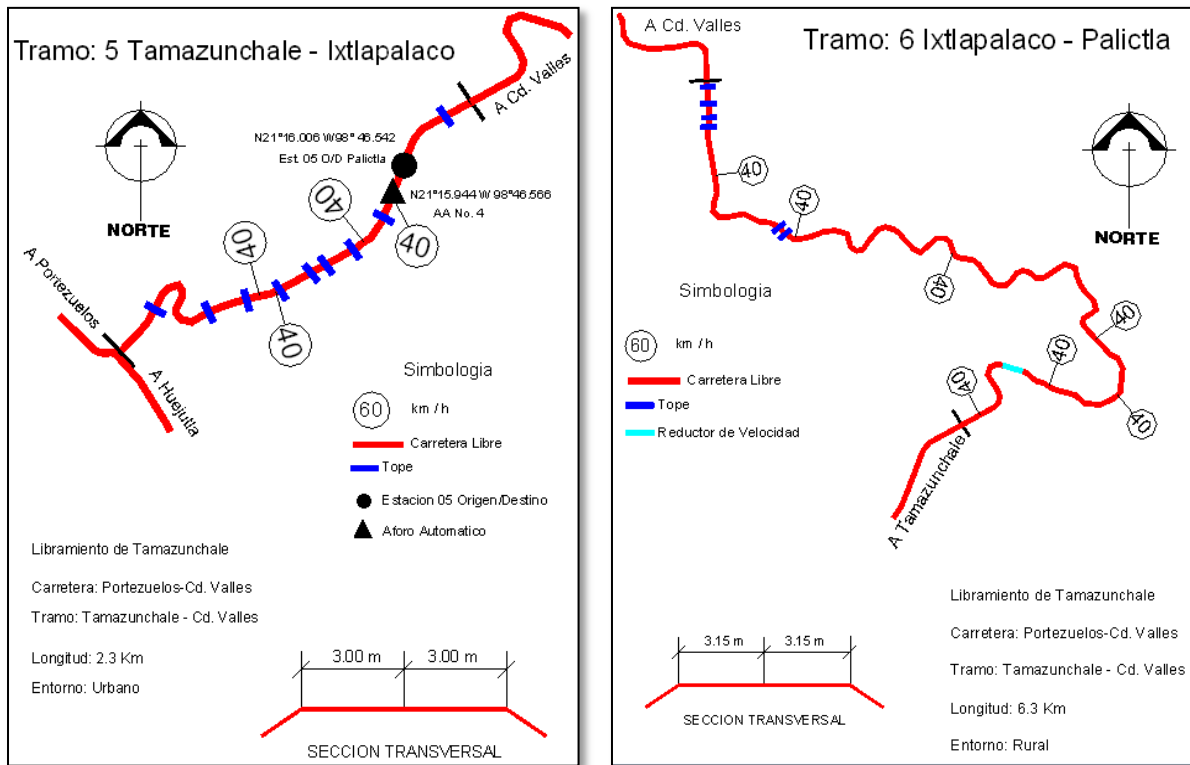 Tramo: 5 Tamazunchale - Ixtlapalaco
A Cd. Valles
N21°16.006 W98° 46.542
Est. 05 O/D Palictla
N21°15.944 W 98°46.566
AA No. 4
40
40
40
40
NORTE
A Portezuelos
A Huejutla
Simbologia
60 km / h
Carretera Libre
Tope
Estacion 05 Origen/Destino
Aforo Automatico
Libramiento de Tamazunchale
Carretera: Portezuelos-Cd. Valles
Tramo: Tamazunchale - Cd. Valles
Longitud: 2.3 Km
Entorno: Urbano
3.00 m 3.00 m
SECCION TRANSVERSAL
Tramo: 6 Ixtlapalaco - Palictla
A Cd. Valles
40
40
40
40
40
40
40
NORTE
A Tamazunchale
Simbologia
60 km / h
Carretera Libre
Tope
Reductor de Velocidad
3.15 m 3.15 m
SECCION TRANSVERSAL
Libramiento de Tamazunchale
Carretera: Portezuelos-Cd. Valles
Tramo: Tamazunchale - Cd. Valles
Longitud: 6.3 Km
Entorno: Rural